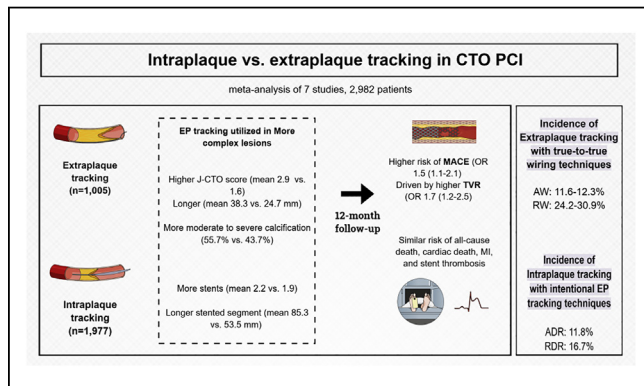 Intraplaque vs. extraplaque tracking in CTO PCI
meta-analysis of 7 studies, 2,982 patients
Extraplaque
tracking
(n=1,005)
Intraplaque
tracking
(n=1,977)
EP tracking utilized in More
complex lesions
Higher J-CTO score (mean 2.9 vs.
1.6)
Longer (mean 38.3 vs. 24.7 mm)
More moderate to severe calcification
(55.7% vs. 43.7%)
More stents (mean 2.2 vs. 1.9)
Longer stented segment (mean 85.3
vs. 53.5 mm)
12-month
follow-up
Higher risk of MACE (OR
1.5 (1.1-2.1)
Driven by higher TVR
(OR 1.7 (1.2-2.5)
Similar risk of all-cause
death, cardiac death, MI,
and stent thrombosis
Incidence of
Extraplaque tracking
with true-to-true
wiring techniques
AW: 11.6-12.3%
RW: 24.2-30.9%
Incidence of
Intraplaque tracking
with intentional EP
tracking techniques
ADR: 11.8%
RDR: 16.7%